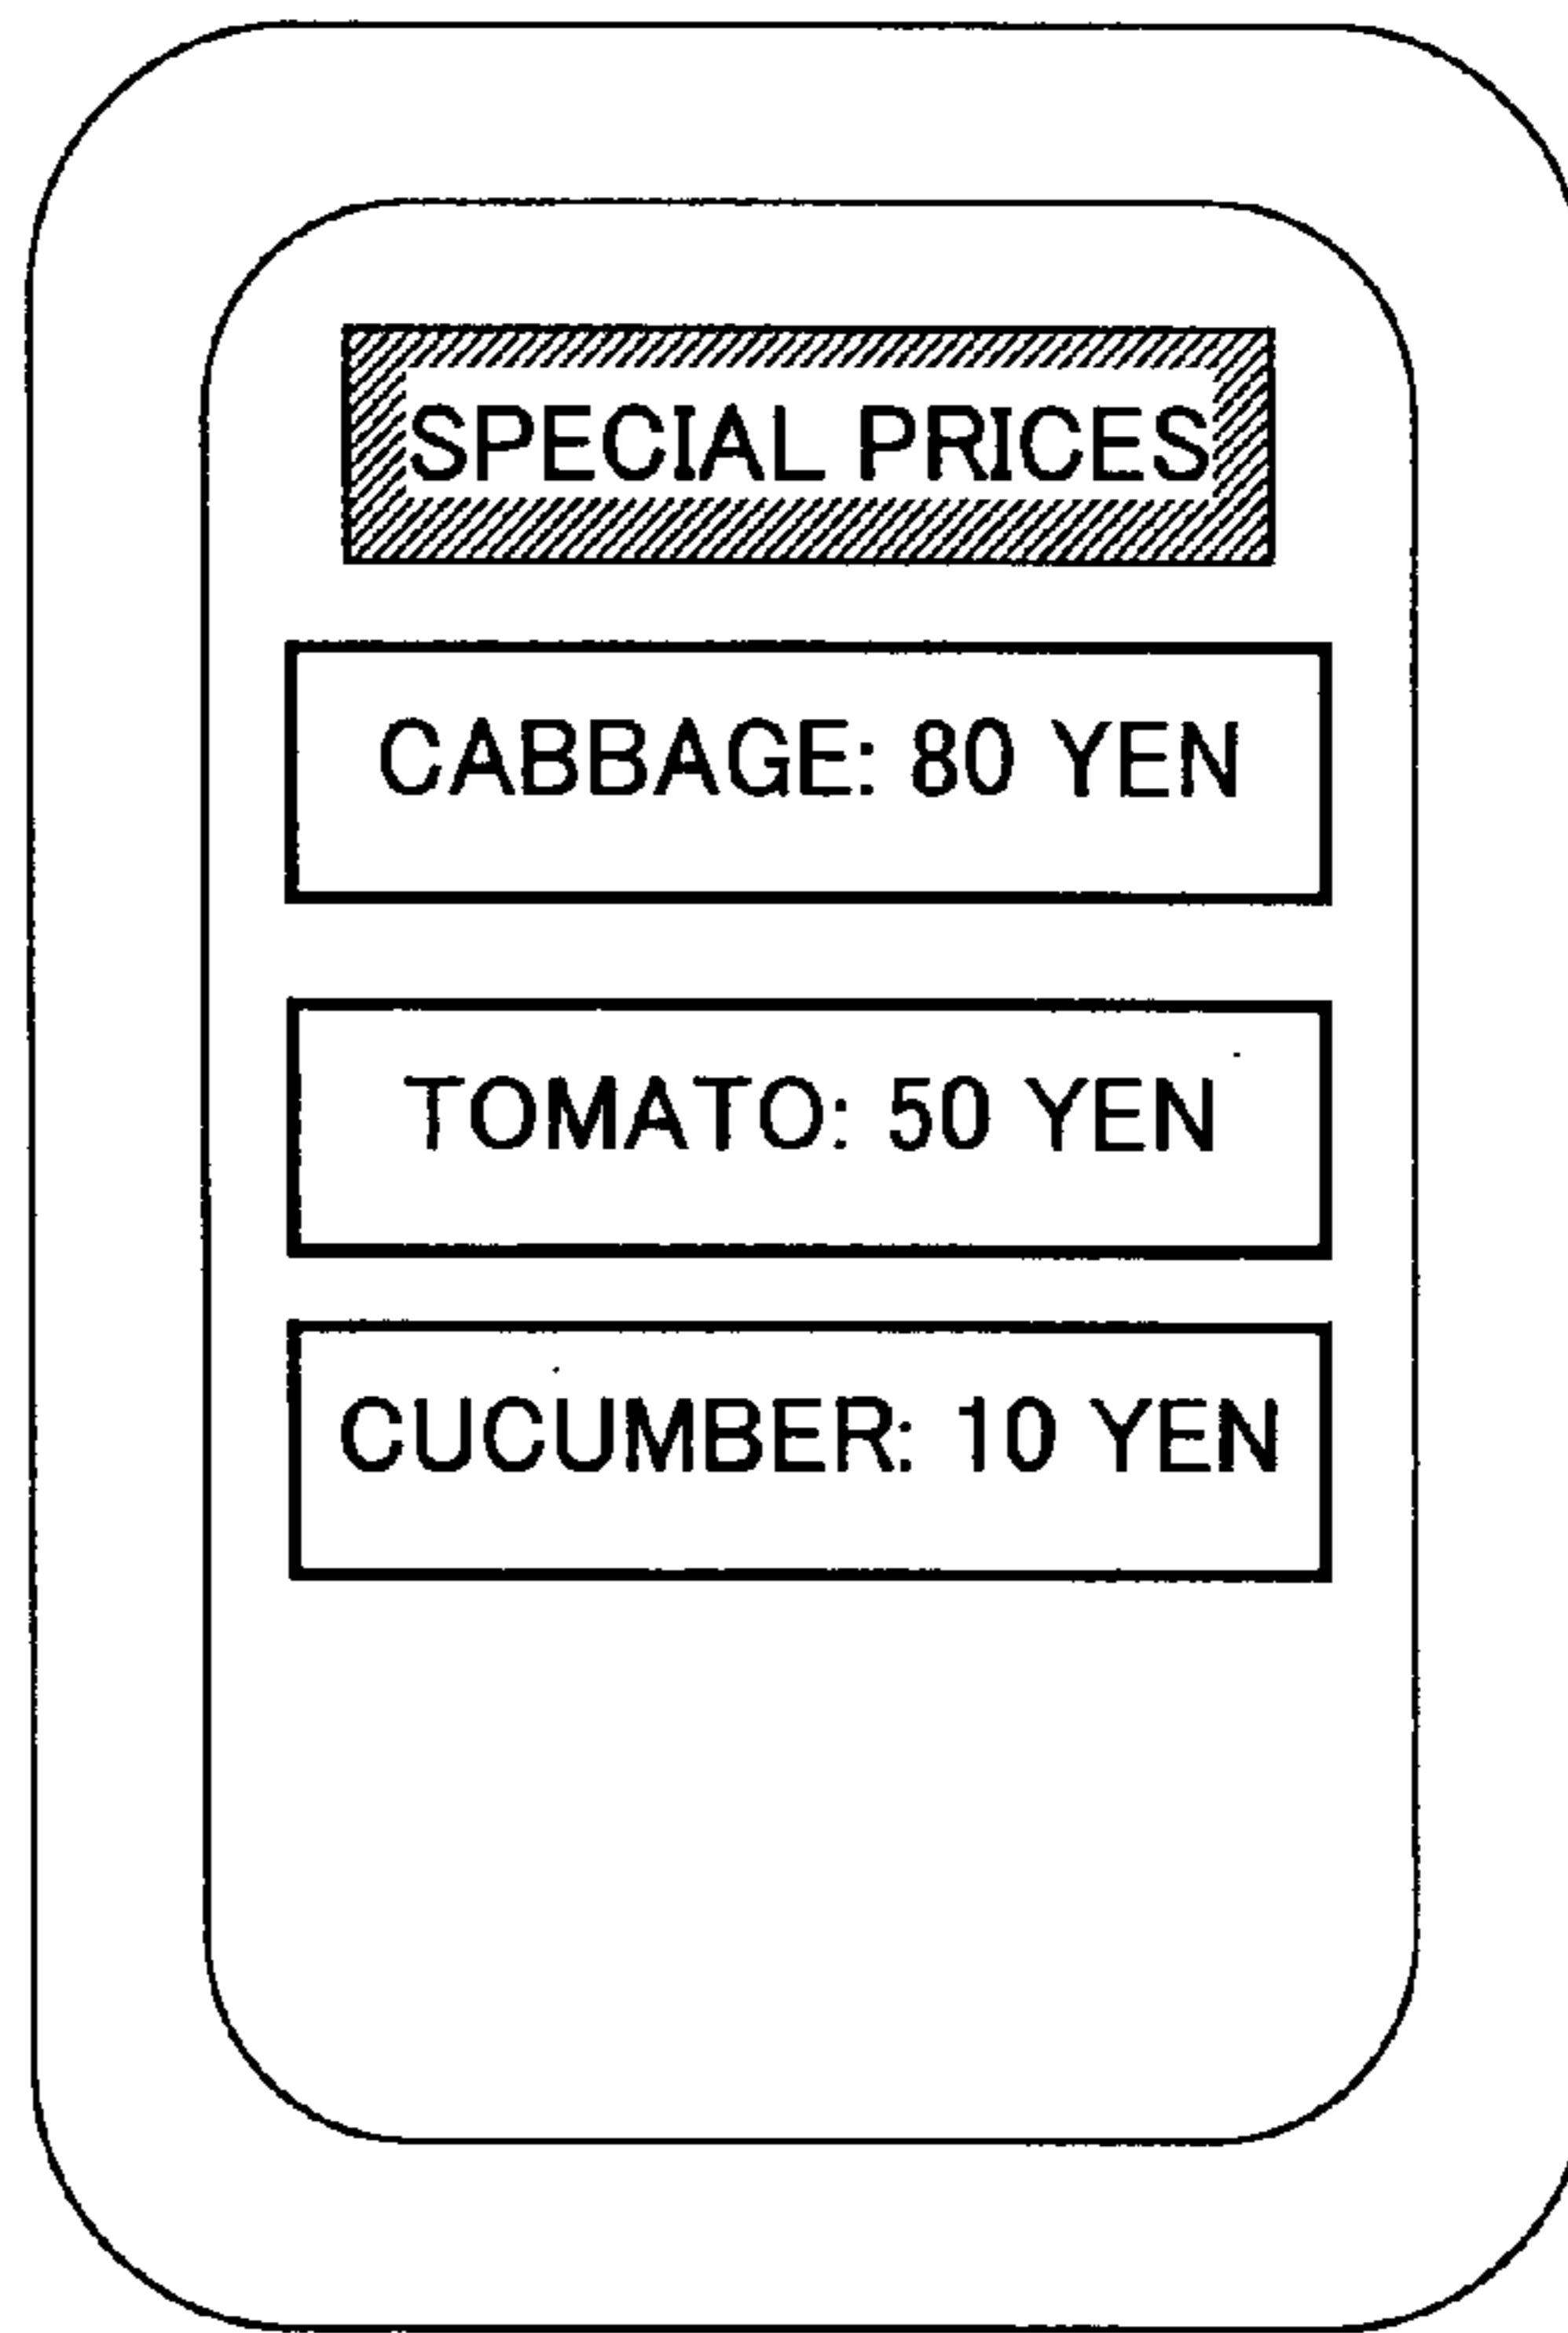 SPECIAL PRICES
CABBAGE: 80 YEN
TOMATO: 50 YEN
CUCUMBER: 10 YEN